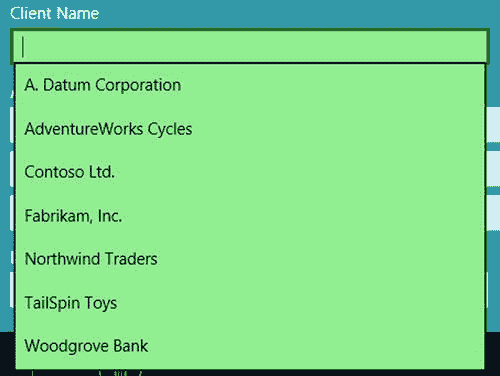 Client Name
A. Datum Corporation
AdventureWorks Cycles
Contoso Ltd.
Fabrikam, Inc.
Northwind Traders
TailSpin Toys
Woodgrove Bank